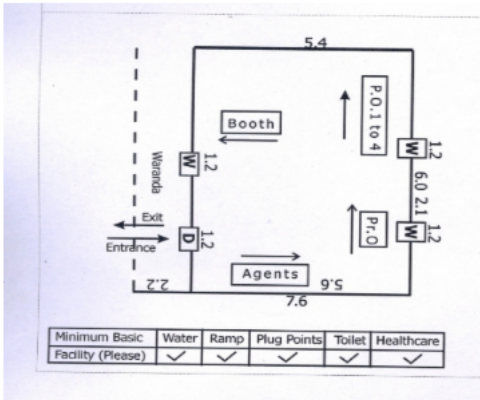 5.4
P.O.1 to 4
Booth
W 1.2
W 1.2
Waranda
6.0 2.1
Exit
Entrance
D 1.2
Pr.O
W 1.2
Agents
2.2
5.6
7.6
Minimum Basic Water Ramp Plug Points Toilet Healthcare
Facility (Please) ✓ ✓ ✓ ✓ ✓